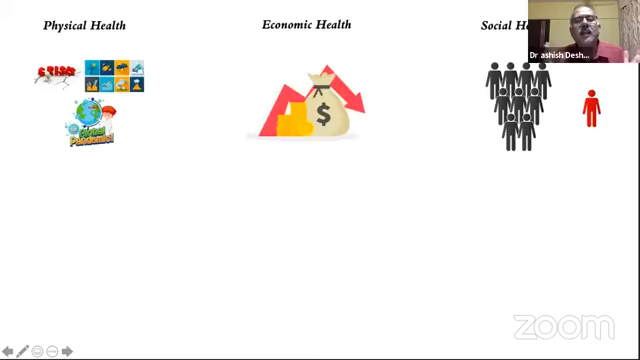 Physical Health
Economic Health
Social He
Dr ashish Desh...
CRISIS
Global
Pandemic!
$
zoom